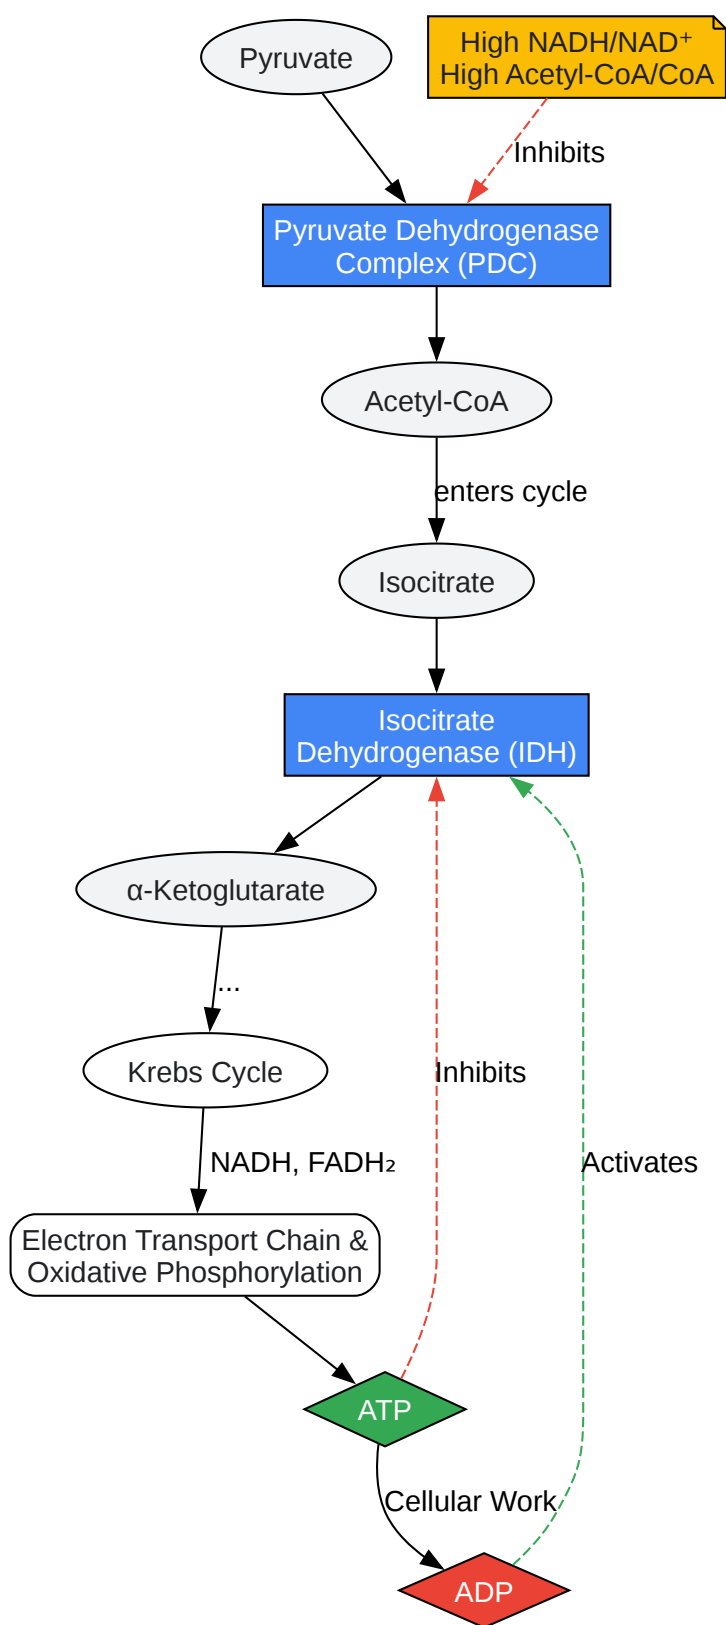 Pyruvate
High NADH/NAD⁺
High Acetyl-CoA/CoA
Inhibits
Pyruvate Dehydrogenase
Complex (PDC)
Acetyl-CoA
enters cycle
Isocitrate
Isocitrate
Dehydrogenase (IDH)
α-Ketoglutarate
...
Krebs Cycle
Inhibits
NADH, FADH₂
Activates
Electron Transport Chain &
Oxidative Phosphorylation
ATP
Cellular Work
ADP